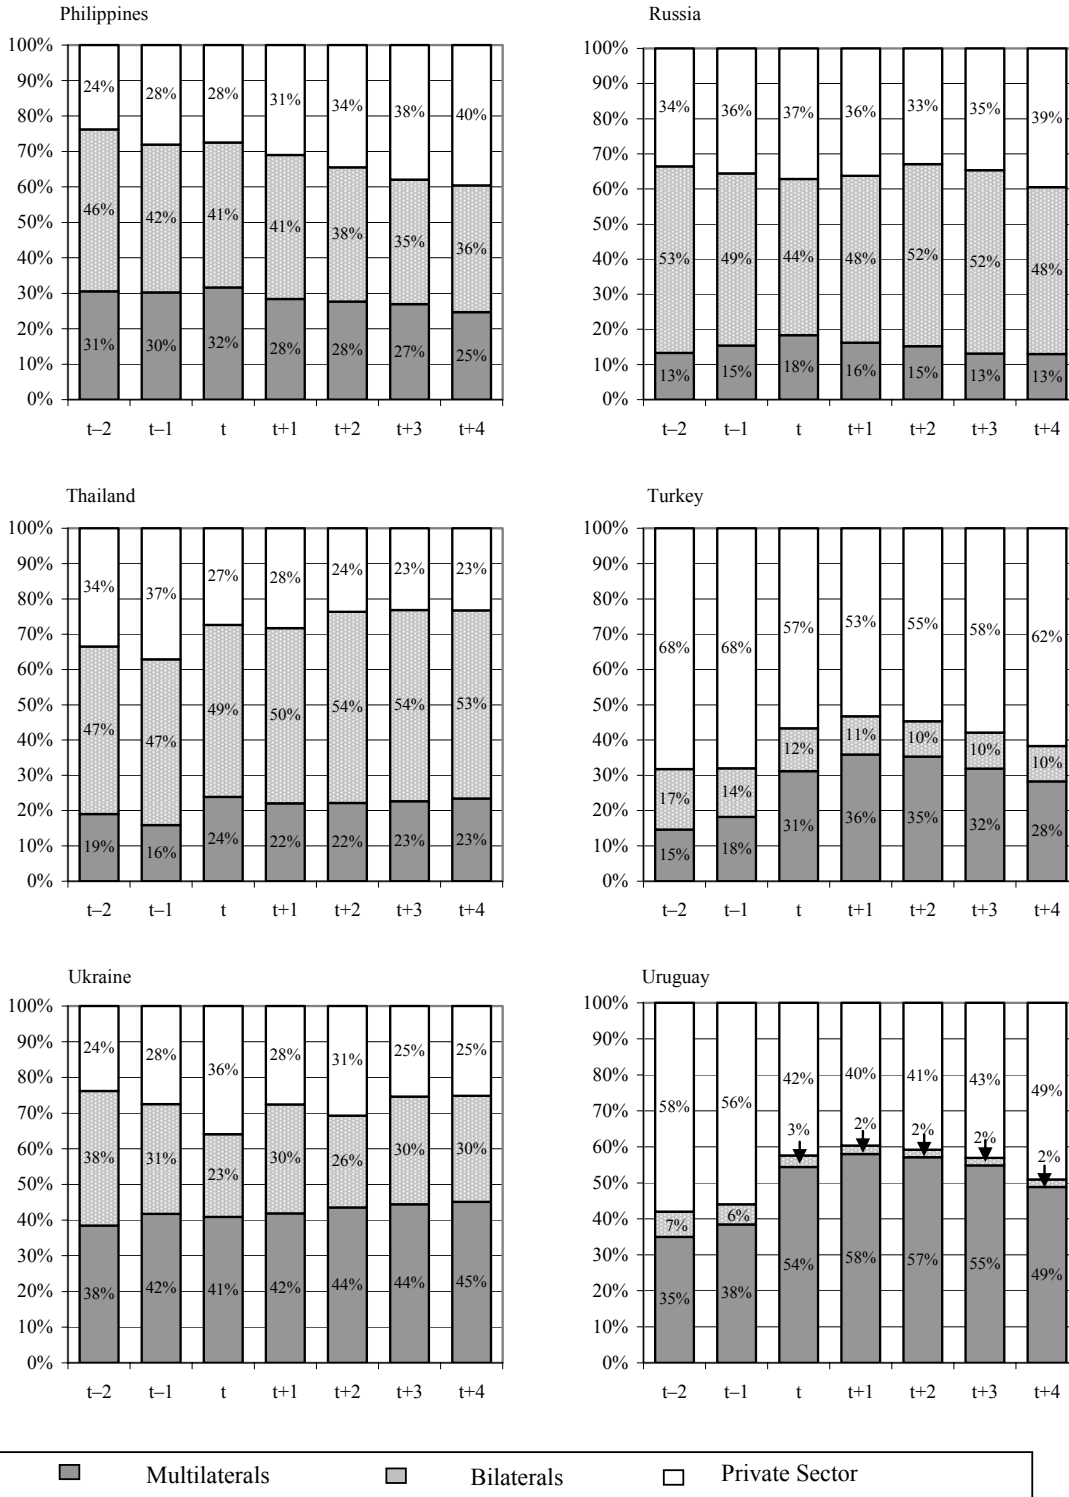 Philippines
100%
90%
80%
70%
60%
50%
40%
30%
20%
10%
0%
24% 28% 28% 31% 34% 38% 40%
46% 42% 41% 41% 38% 35% 36%
31% 30% 32% 28% 28% 27% 25%
t–2 t–1 t t+1 t+2 t+3 t+4
Russia
100%
90%
80%
70%
60%
50%
40%
30%
20%
10%
0%
34% 36% 37% 36% 33% 35% 39%
53% 49% 44% 48% 52% 52% 48%
13% 15% 18% 16% 15% 13% 13%
t–2 t–1 t t+1 t+2 t+3 t+4
Thailand
100%
90%
80%
70%
60%
50%
40%
30%
20%
10%
0%
34% 37% 27% 28% 24% 23% 23%
47% 47% 49% 50% 54% 54% 53%
19% 16% 24% 22% 22% 23% 23%
t–2 t–1 t t+1 t+2 t+3 t+4
Turkey
100%
90%
80%
70%
60%
50%
40%
30%
20%
10%
0%
68% 68% 57% 53% 55% 58% 62%
17% 14% 12% 11% 10% 10% 10%
15% 18% 31% 36% 35% 32% 28%
t–2 t–1 t t+1 t+2 t+3 t+4
Ukraine
100%
90%
80%
70%
60%
50%
40%
30%
20%
10%
0%
24% 28% 36% 28% 31% 25% 25%
38% 31% 23% 30% 26% 30% 30%
38% 42% 41% 42% 44% 44% 45%
t–2 t–1 t t+1 t+2 t+3 t+4
Uruguay
100%
90%
80%
70%
60%
50%
40%
30%
20%
10%
0%
58% 56% 42% 40% 41% 43% 49%
7% 6% 3% 2% 2% 2% 2%
35% 38% 54% 58% 57% 55% 49%
t–2 t–1 t t+1 t+2 t+3 t+4
Multilaterals Bilaterals Private Sector